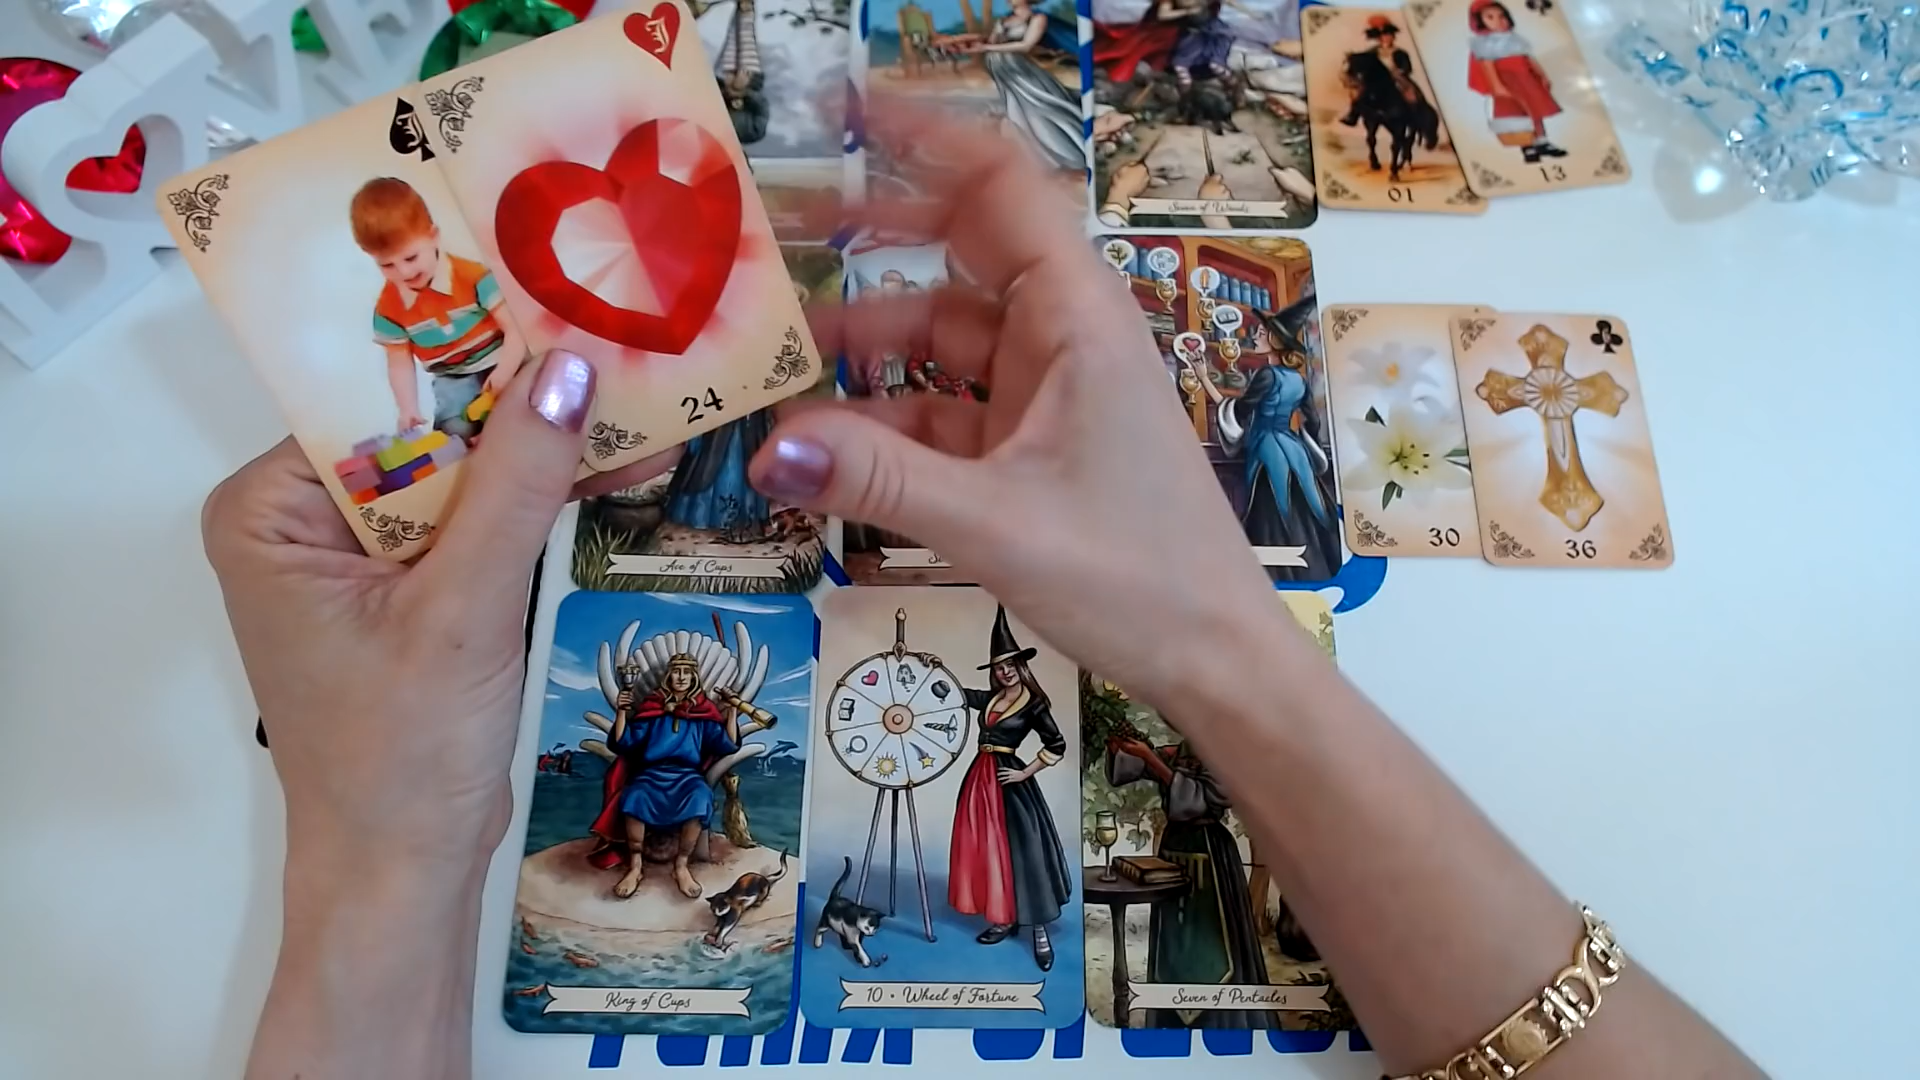 J
J
24
Seven of Wands
01
13
30
36
Ace of Cups
King of Cups
10 • Wheel of Fortune
Seven of Pentacles